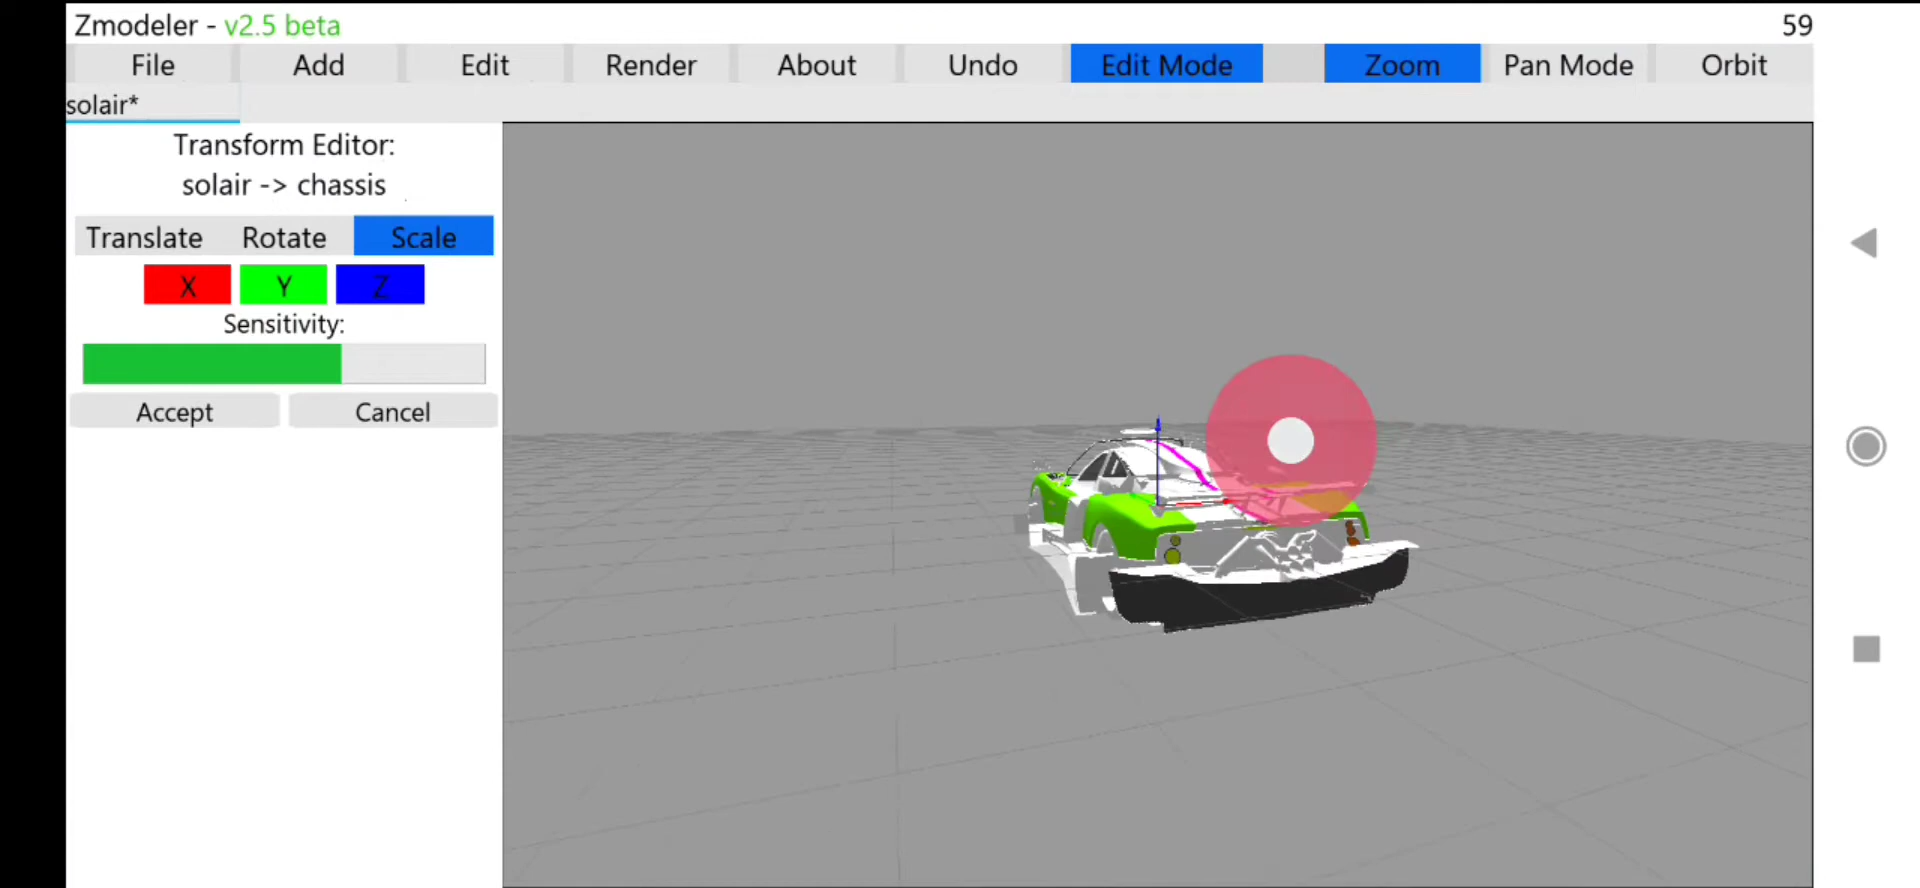 Zmodeler - v2.5 beta
59
File Add Edit Render About Undo Edit Mode Zoom Pan Mode Orbit
solair*
Transform Editor:
solair -> chassis
Translate Rotate Scale
X Y Z
Sensitivity:
Accept Cancel